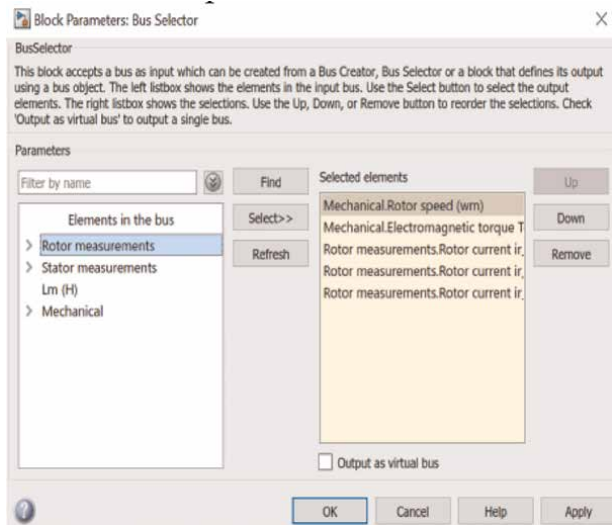 Block Parameters: Bus Selector
X
BusSelector
This block accepts a bus as input which can be created from a Bus Creator, Bus Selector or a block that defines its output
using a bus object. The left listbox shows the elements in the input bus. Use the Select button to select the output
elements. The right listbox shows the selections. Use the Up, Down, or Remove button to reorder the selections. Check
'Output as virtual bus' to output a single bus.
Parameters
Filter by name
Find
Selected elements
Up
Elements in the bus
Select>>
Mechanical.Rotor speed (wm)
Down
Mechanical.Electromagnetic torque T
> Rotor measurements
Refresh
Rotor measurements.Rotor current ir_
Remove
> Stator measurements
Rotor measurements.Rotor current ir_
Lm (H)
Rotor measurements.Rotor current ir_
> Mechanical
Output as virtual bus
?
OK
Cancel
Help
Apply